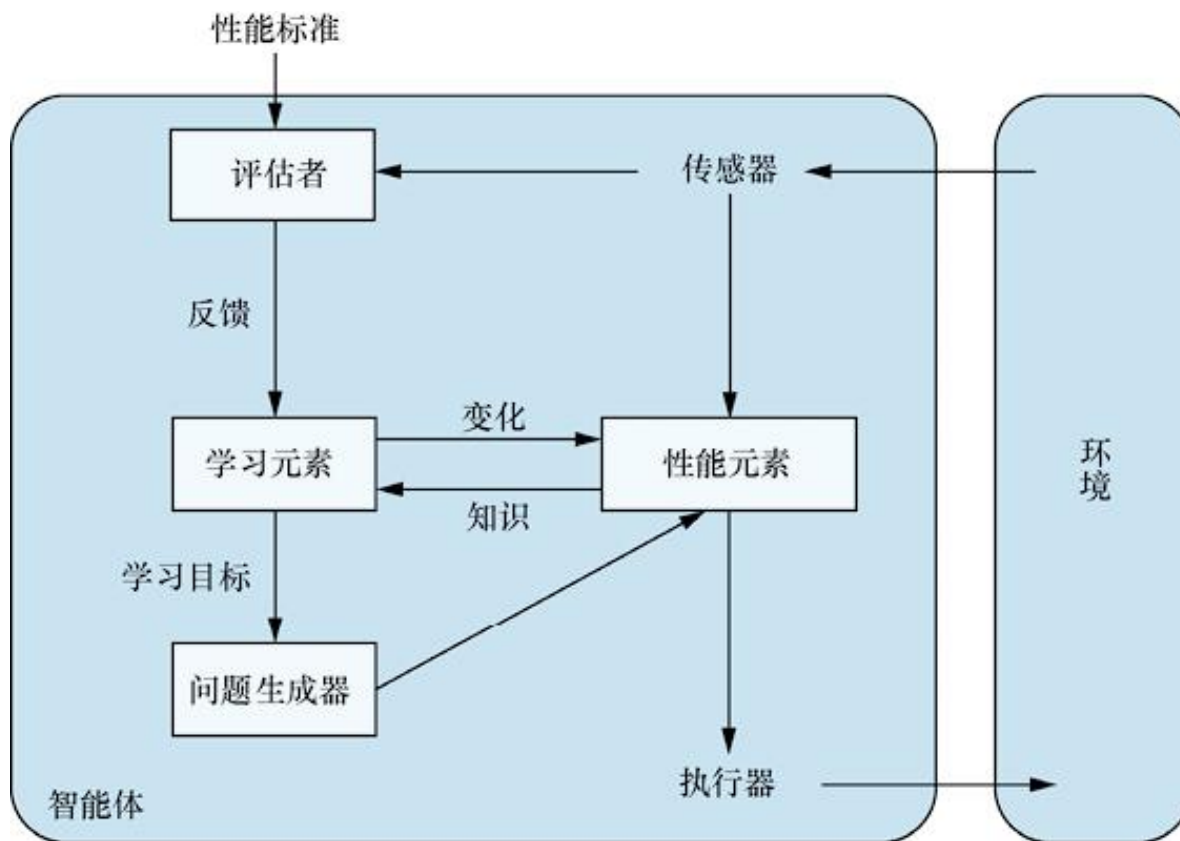 性能标准
评估者
传感器
反馈
变化
学习元素
性能元素
知识
环境
学习目标
问题生成器
执行器
智能体